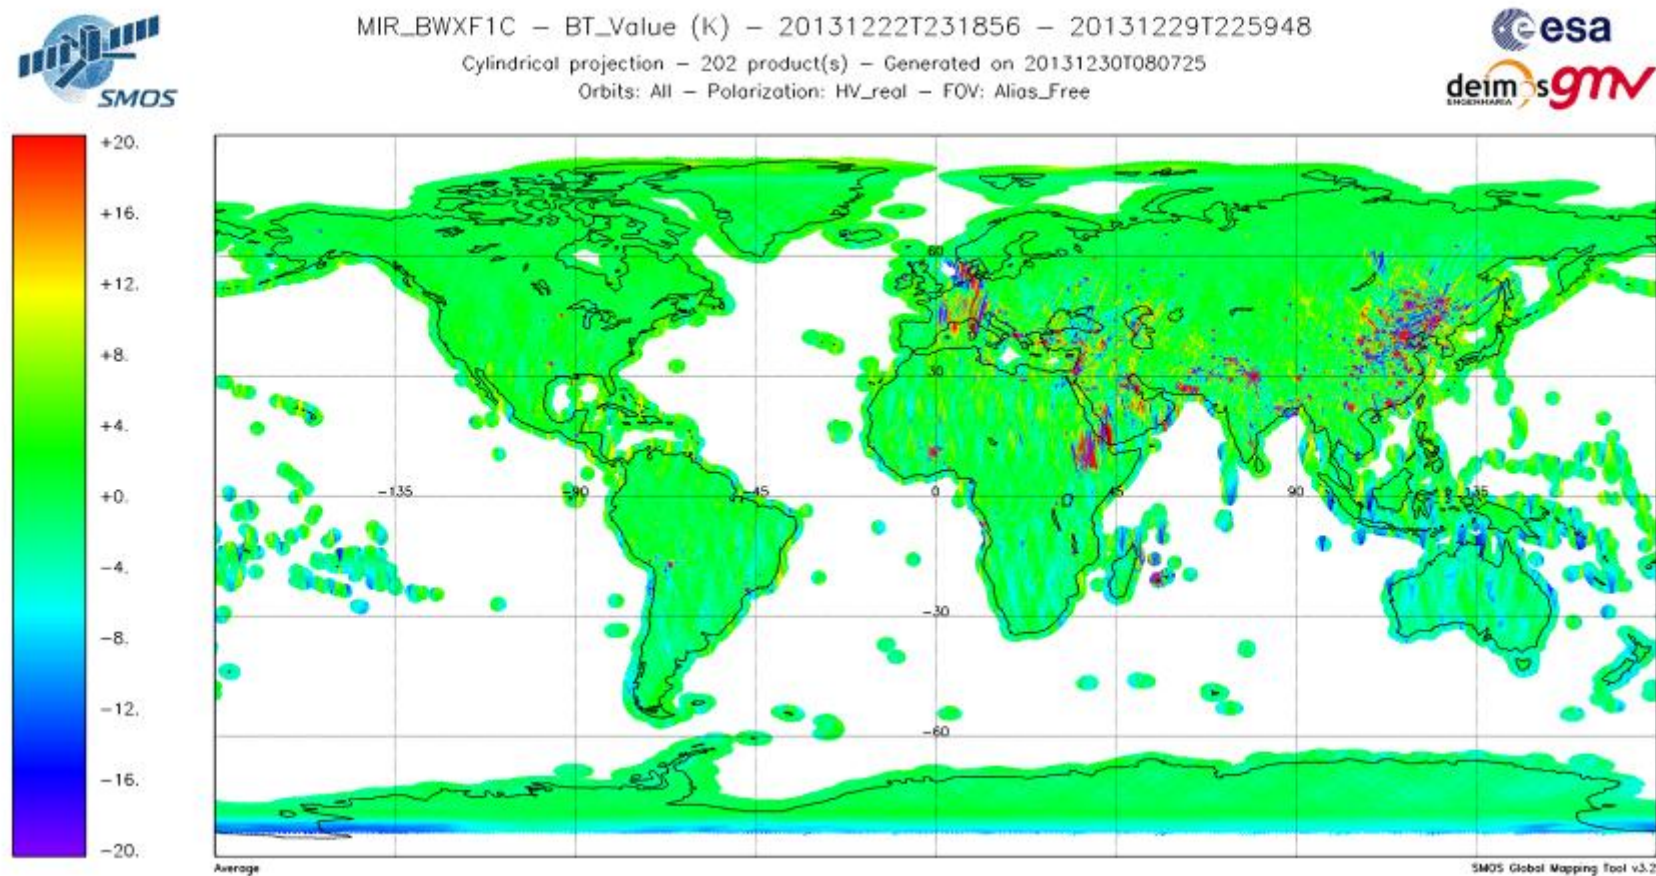 MIR_BWXF1C – BT_Value (K) – 20131222T231856 – 20131229T225948
Cylindrical projection – 202 product(s) – Generated on 20131230T080725
Orbits: All – Polarization: HV_real – FOV: Alias_Free
SMOS
esa
deimos
ENGENHARIA
gmv
+20.
+16.
+12.
+8.
+4.
+0.
-4.
-8.
-12.
-16.
-20.
60
30
-135
-90
-45
0
45
90
135
-30
-60
Average
SMOS Global Mapping Tool v3.2